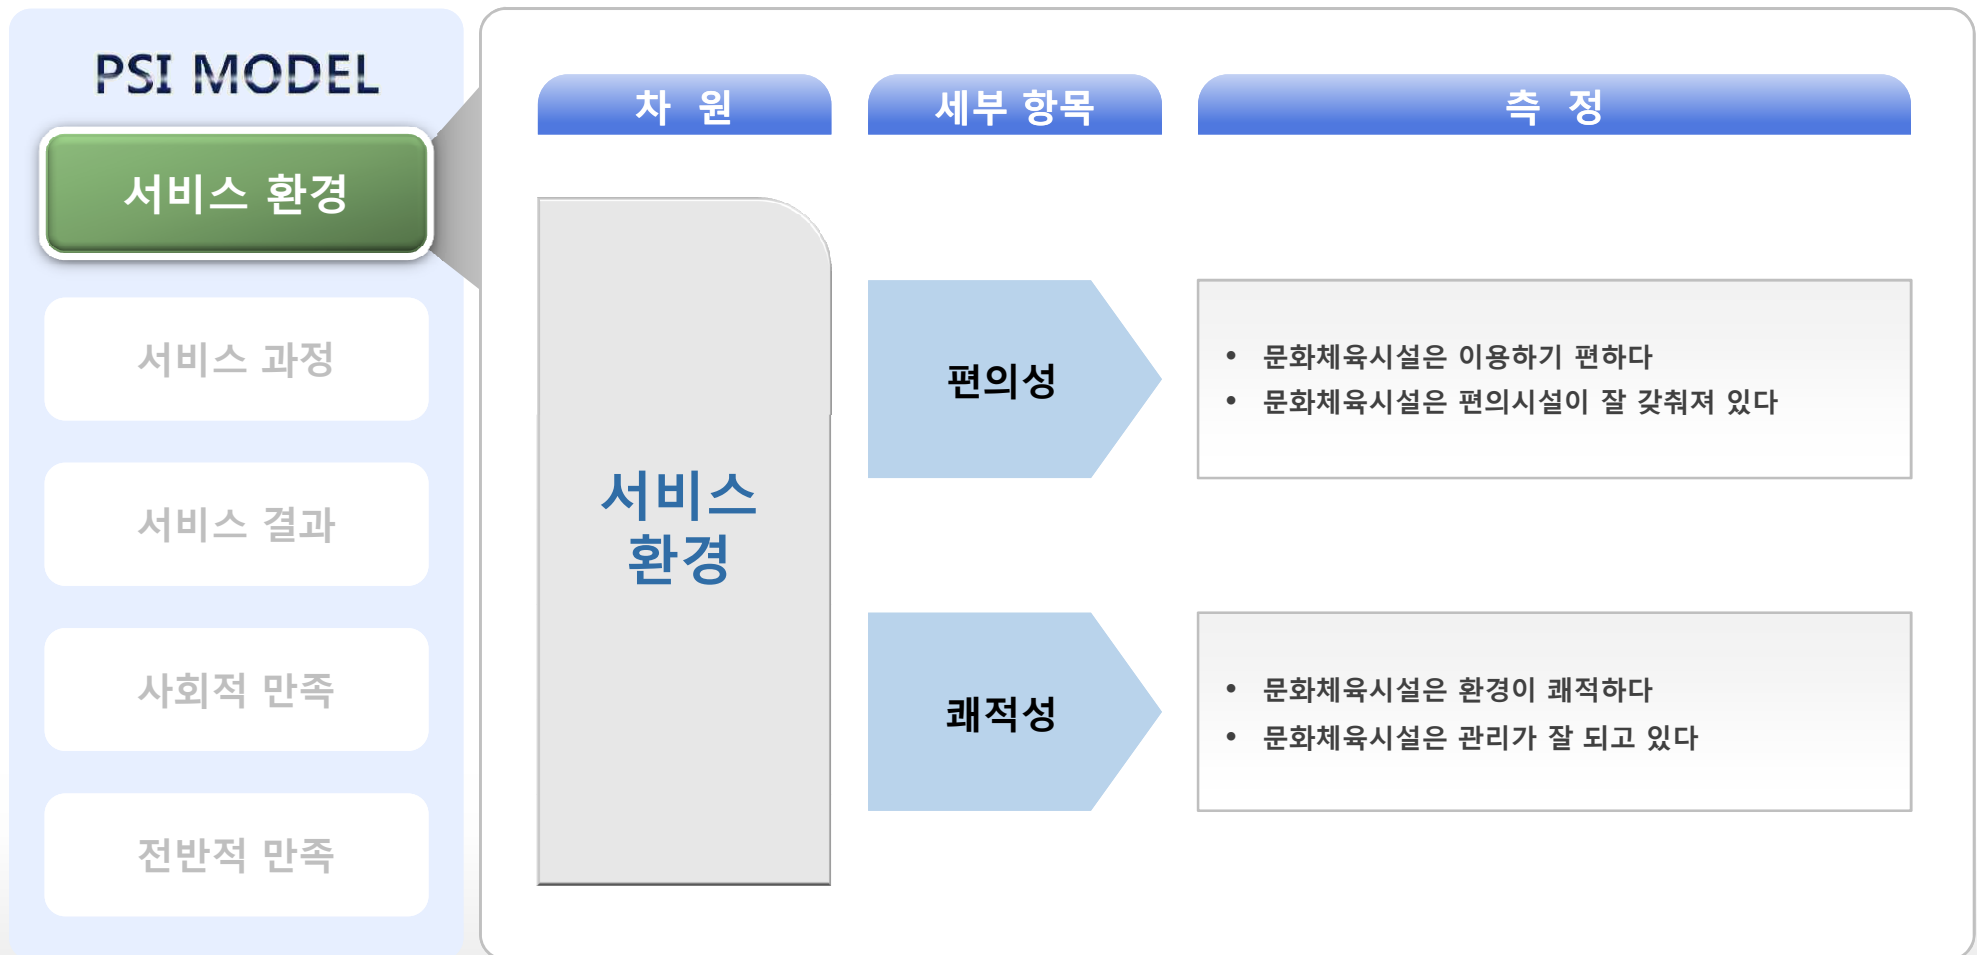 PSI MODEL
서비스 환경
서비스 과정
서비스 결과
사회적 만족
전반적 만족
차 원
세부 항목
측 정
서비스
환경
편의성
• 문화체육시설은 이용하기 편하다
• 문화체육시설은 편의시설이 잘 갖춰져 있다
쾌적성
• 문화체육시설은 환경이 쾌적하다
• 문화체육시설은 관리가 잘 되고 있다